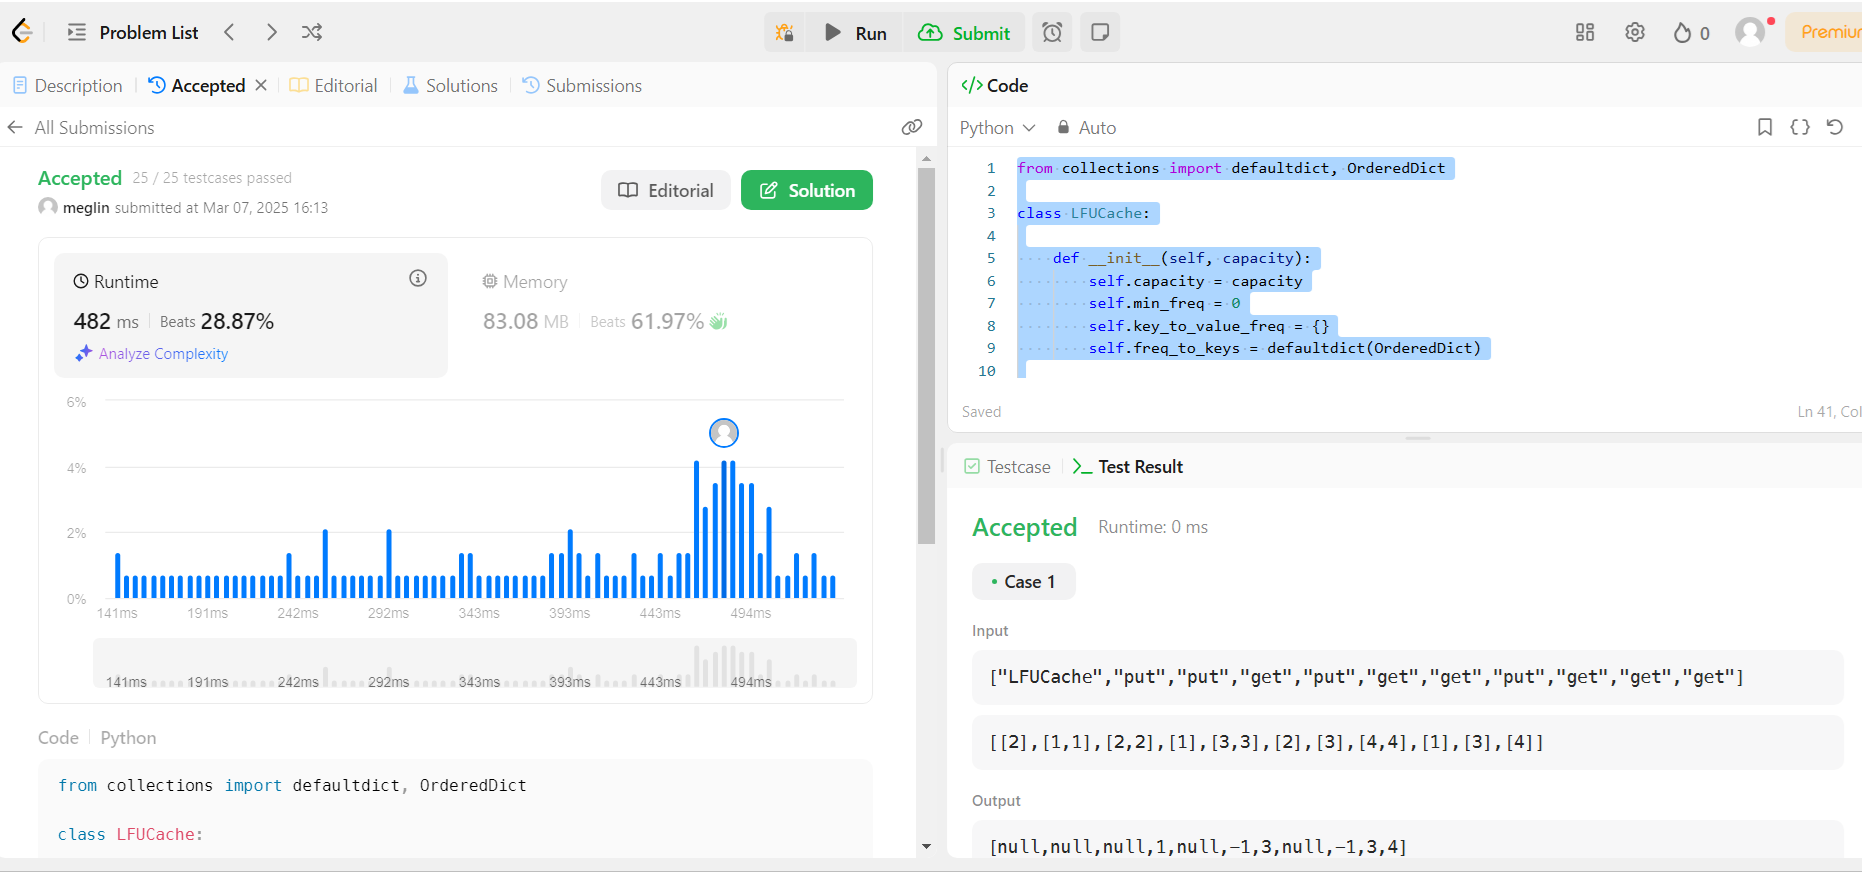 Problem List
Run
Submit
0
Premium
Description
Accepted
Editorial
Solutions
Submissions
All Submissions
Accepted 25 / 25 testcases passed
meglin submitted at Mar 07, 2025 16:13
Editorial
Solution
Runtime
482 ms | Beats 28.87%
Analyze Complexity
Memory
83.08 MB | Beats 61.97%
6%
4%
2%
0%
141ms 191ms 242ms 292ms 343ms 393ms 443ms 494ms
141ms 191ms 242ms 292ms 343ms 393ms 443ms 494ms
Code | Python
from collections import defaultdict, OrderedDict
class LFUCache:
</> Code
Python
Auto
1 from collections import defaultdict, OrderedDict
2
3 class LFUCache:
4
5     def __init__(self, capacity):
6         self.capacity = capacity
7         self.min_freq = 0
8         self.key_to_value_freq = {}
9         self.freq_to_keys = defaultdict(OrderedDict)
10
Saved
Ln 41, Col
Testcase
Test Result
Accepted Runtime: 0 ms
Case 1
Input
["LFUCache","put","put","get","put","get","get","put","get","get","get"]
[[2],[1,1],[2,2],[1],[3,3],[2],[3],[4,4],[1],[3],[4]]
Output
[null,null,null,1,null,-1,3,null,-1,3,4]